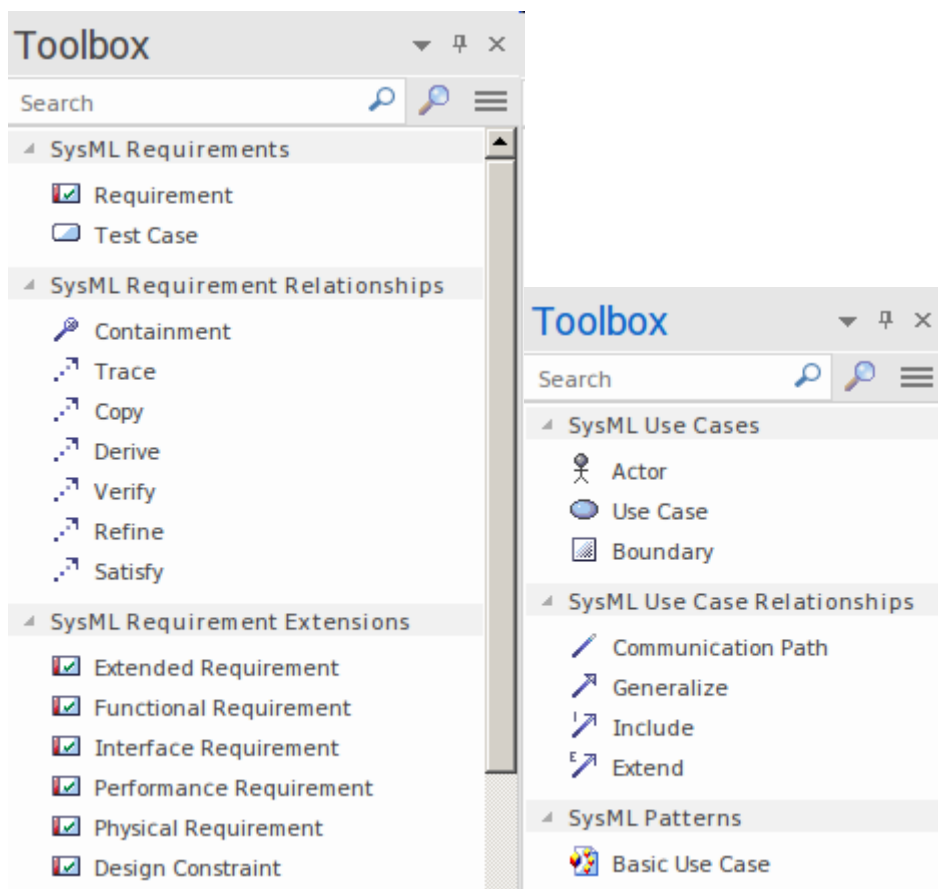 Toolbox
Search
SysML Requirements
Requirement
Test Case
SysML Requirement Relationships
Containment
Trace
Copy
Derive
Verify
Refine
Satisfy
SysML Requirement Extensions
Extended Requirement
Functional Requirement
Interface Requirement
Performance Requirement
Physical Requirement
Design Constraint
Toolbox
Search
SysML Use Cases
Actor
Use Case
Boundary
SysML Use Case Relationships
Communication Path
Generalize
Include
Extend
SysML Patterns
Basic Use Case